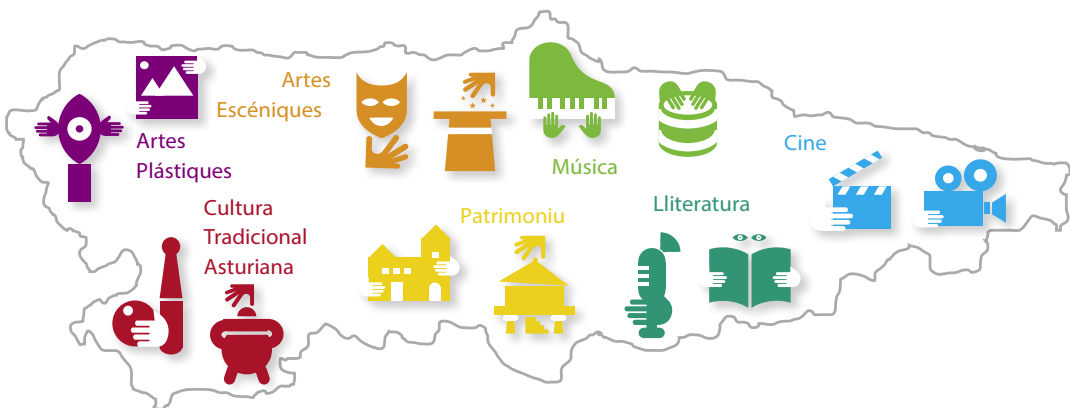 Artes
Plástiques
Artes
Escéniques
Música
Cine
Cultura
Tradicional
Asturiana
Patrimoniu
Lliteratura